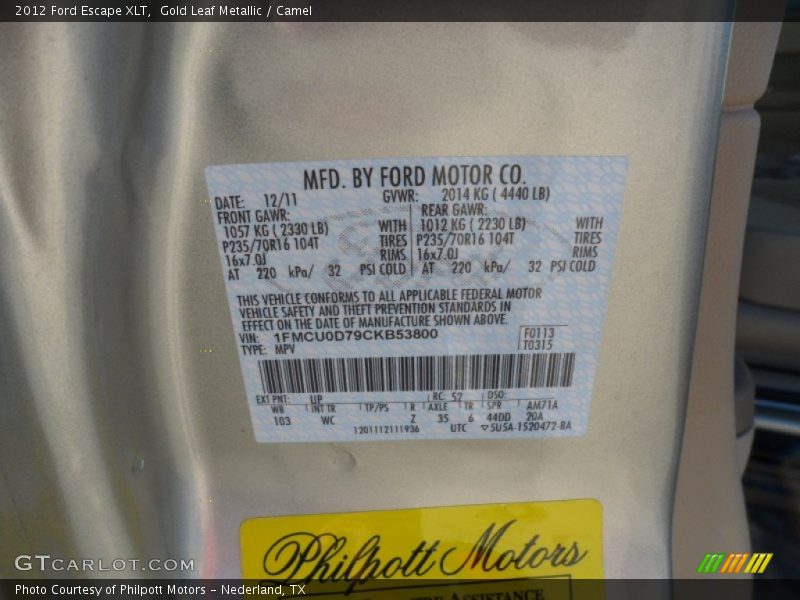 2012 Ford Escape XLT, Gold Leaf Metallic / Camel
MFD. BY FORD MOTOR CO.
DATE: 12/11 GVWR: 2014 KG ( 4440 LB)
FRONT GAWR: REAR GAWR:
1057 KG ( 2330 LB) WITH 1012 KG ( 2230 LB) WITH
P235/70R16 104T TIRES P235/70R16 104T TIRES
16x7.0J RIMS 16x7.0J RIMS
AT 220 kPa/ 32 PSI COLD AT 220 kPa/ 32 PSI COLD
THIS VEHICLE CONFORMS TO ALL APPLICABLE FEDERAL MOTOR
VEHICLE SAFETY AND THEFT PREVENTION STANDARDS IN
EFFECT ON THE DATE OF MANUFACTURE SHOWN ABOVE.
VIN: 1FMCU0D79CKB53800 F0113
TYPE: MPV T0315
EXT PNT: UP RC: 52 DSO:
WB INT TR TP/PS R AXLE TR SPR AM71A
103 WC Z 35 6 44DD 20A
1201112111936 UTC ▽5U5A-1520472-BA
Philpott Motors
ASSISTANCE
GTCARLOT.COM
Photo Courtesy of Philpott Motors - Nederland, TX